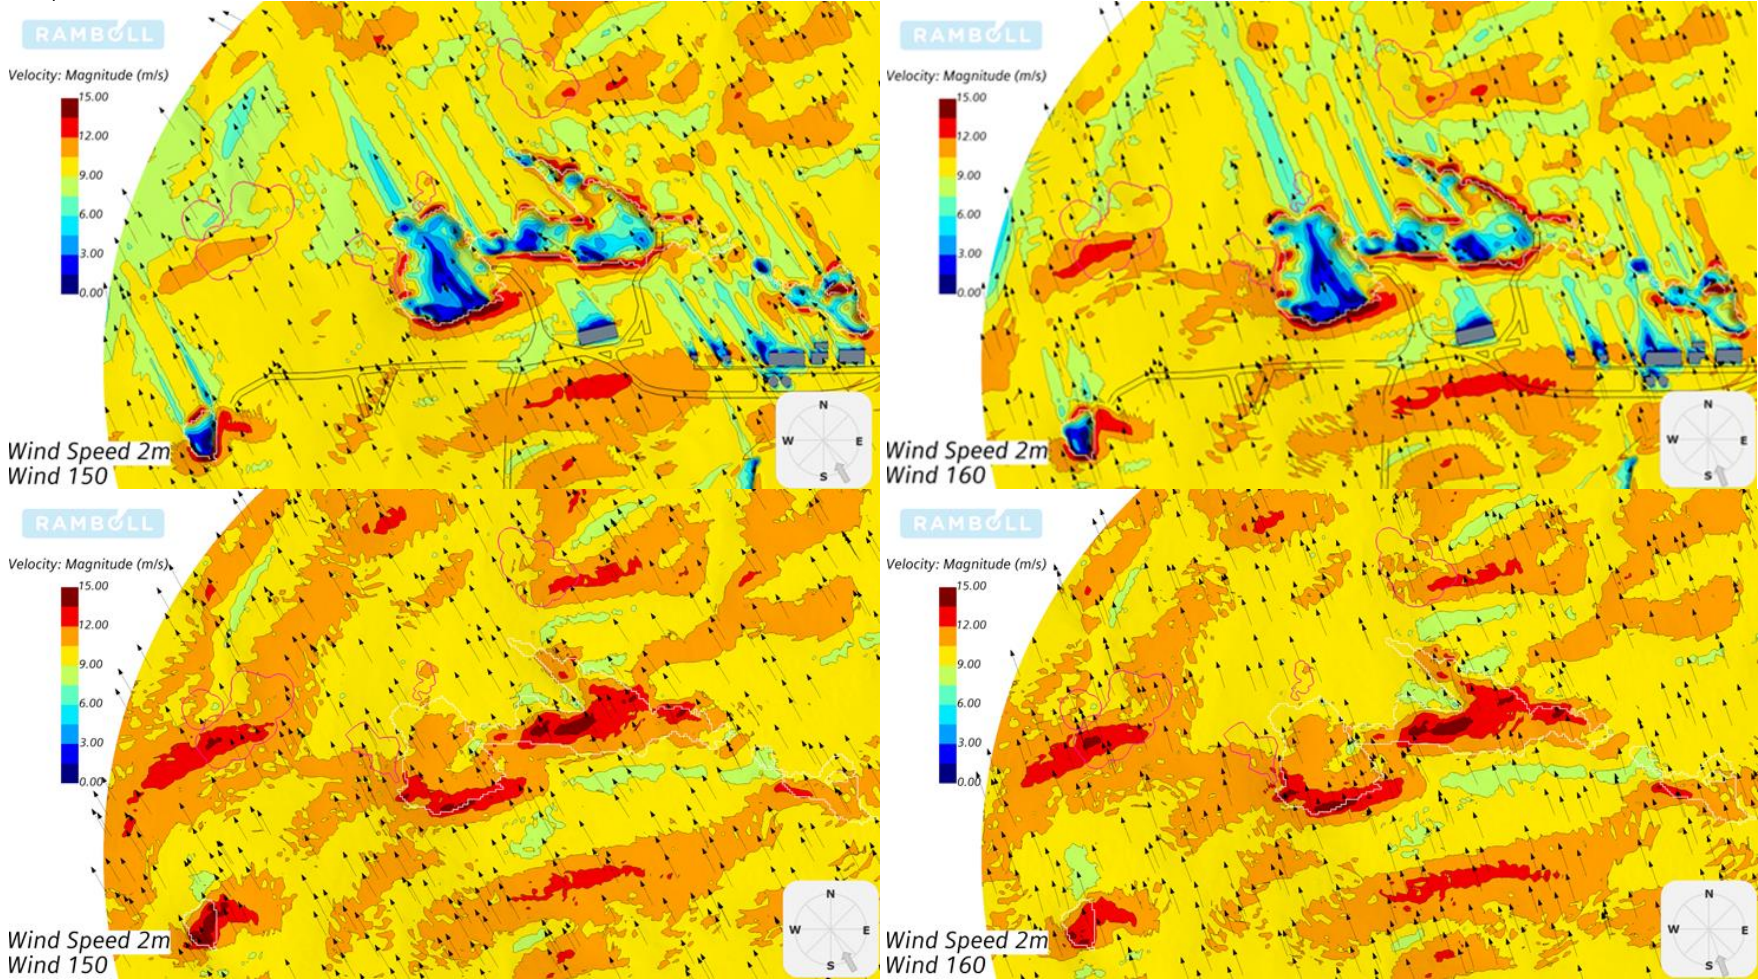 RAMBOLL
Velocity: Magnitude (m/s)
15.00
12.00
9.00
6.00
3.00
0.00
N
W E
S
Wind Speed 2m
Wind 150
RAMBOLL
Velocity: Magnitude (m/s)
15.00
12.00
9.00
6.00
3.00
0.00
N
W E
S
Wind Speed 2m
Wind 160
RAMBOLL
Velocity: Magnitude (m/s)
15.00
12.00
9.00
6.00
3.00
0.00
N
W E
S
Wind Speed 2m
Wind 150
RAMBOLL
Velocity: Magnitude (m/s)
15.00
12.00
9.00
6.00
3.00
0.00
N
W E
S
Wind Speed 2m
Wind 160